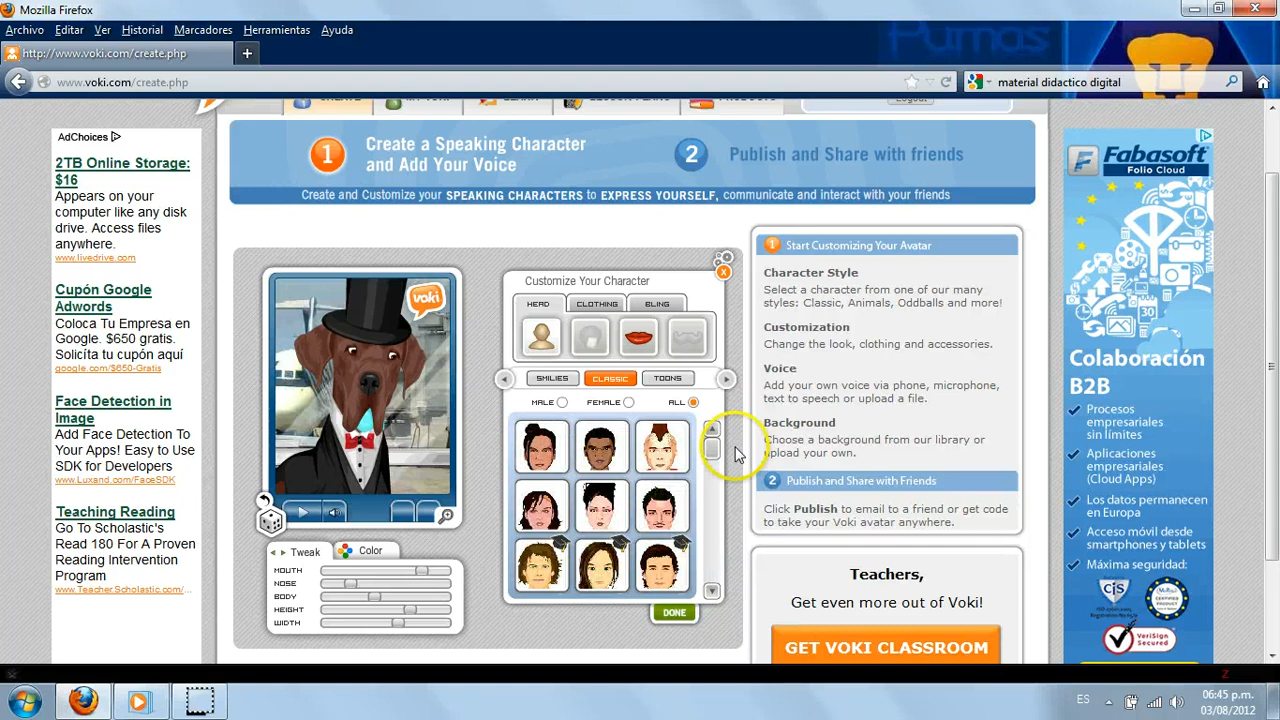 Mozilla Firefox
Archivo Editar Ver Historial Marcadores Herramientas Ayuda
Pumas
http://www.voki.com/create.php
www.voki.com/create.php
material didactico digital
Logout
AdChoices
2TB Online Storage:
$16
Appears on your
computer like any disk
drive. Access files
anywhere.
www.livedrive.com
Cupón Google
Adwords
Coloca Tu Empresa en
Google. $650 gratis.
Solicíta tu cupón aquí
google.com/$650-Gratis
Face Detection in
Image
Add Face Detection To
Your Apps! Easy to Use
SDK for Developers
www.Luxand.com/FaceSDK
Teaching Reading
Go To Scholastic's
Read 180 For A Proven
Reading Intervention
Program
www.Teacher.Scholastic.com/...
1 Create a Speaking Character
and Add Your Voice
2 Publish and Share with friends
Create and Customize your SPEAKING CHARACTERS to EXPRESS YOURSELF, communicate and interact with your friends
voki
Tweak
Color
MOUTH
NOSE
BODY
HEIGHT
WIDTH
Customize Your Character
x
HEAD CLOTHING BLING
SMILIES CLASSIC TOONS
MALE FEMALE ALL
DONE
1 Start Customizing Your Avatar
Character Style
Select a character from one of our many
styles: Classic, Animals, Oddballs and more!
Customization
Change the look, clothing and accessories.
Voice
Add your own voice via phone, microphone,
text to speech or upload a file.
Background
Choose a background from our library or
upload your own.
2 Publish and Share with Friends
Click Publish to email to a friend or get code
to take your Voki avatar anywhere.
Teachers,
Get even more out of Voki!
GET VOKI CLASSROOM
Fabasoft
Folio Cloud
Colaboración
B2B
Procesos
empresariales
sin límites
Aplicaciones
empresariales
(Cloud Apps)
Los datos permanecen
en Europa
Acceso móvil desde
smartphones y tablets
Máxima seguridad:
VeriSign
Secured
ES
06:45 p.m.
03/08/2012